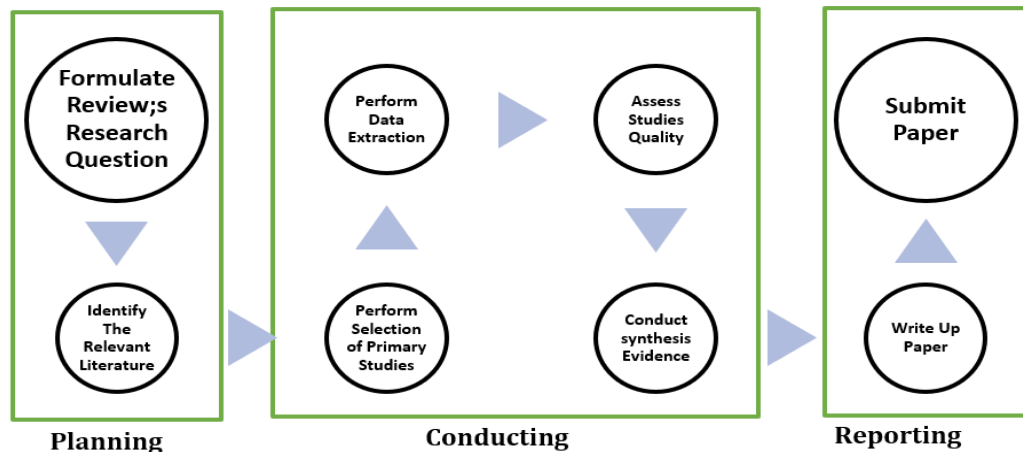 Formulate
Review;s
Research
Question
Identify
The
Relevant
Literature
Planning
Perform
Selection
of Primary
Studies
Perform
Data
Extraction
Assess
Studies
Quality
Conduct
synthesis
Evidence
Conducting
Write Up
Paper
Submit
Paper
Reporting